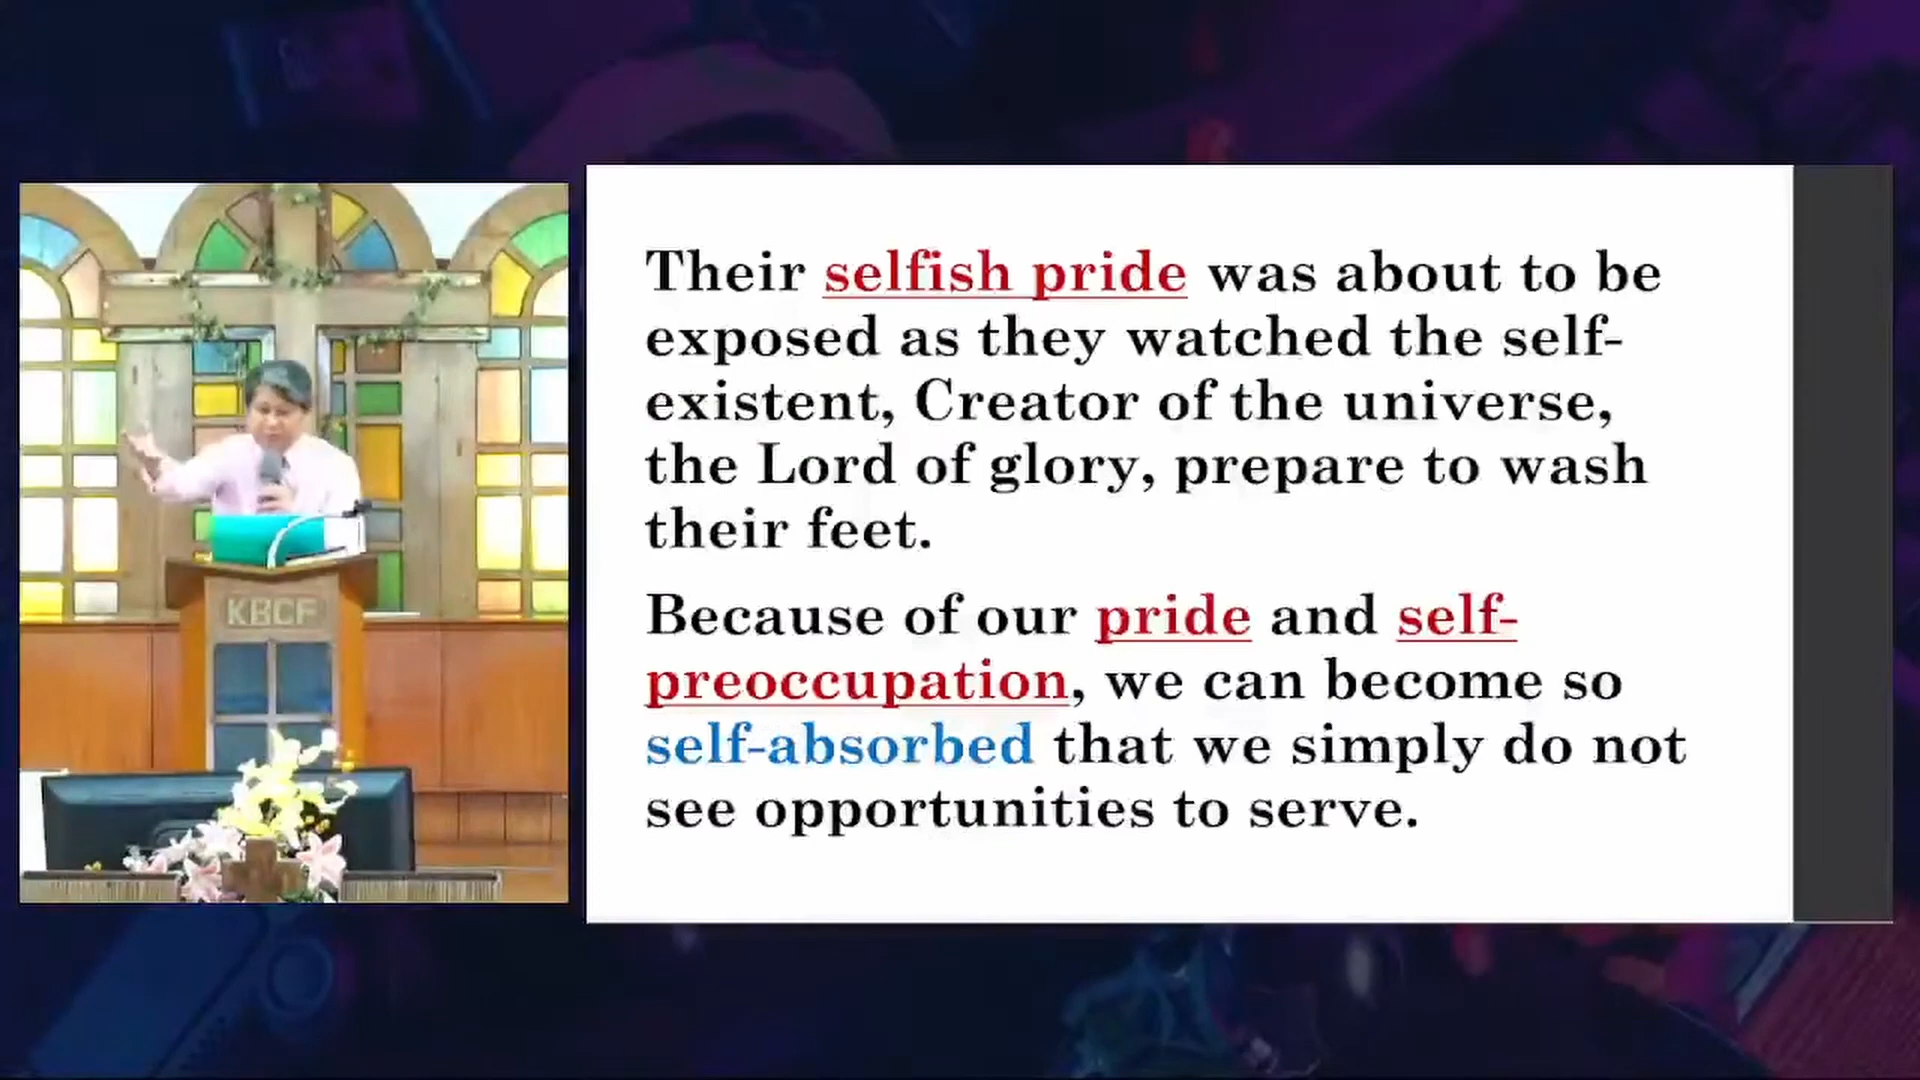 KBCF
Their selfish pride was about to be
exposed as they watched the self-
existent, Creator of the universe,
the Lord of glory, prepare to wash
their feet.
Because of our pride and self-
preoccupation, we can become so
self-absorbed that we simply do not
see opportunities to serve.